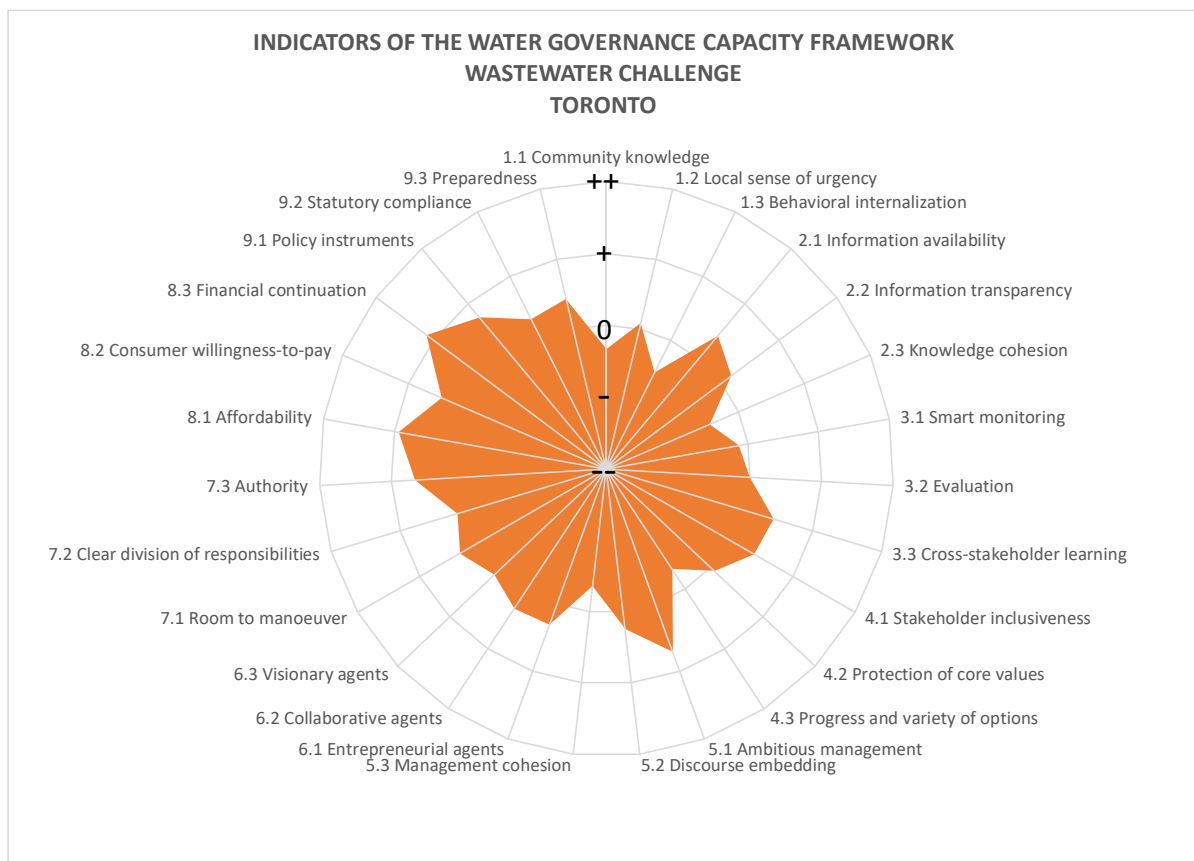 INDICATORS OF THE WATER GOVERNANCE CAPACITY FRAMEWORK
WASTEWATER CHALLENGE
TORONTO
1.1 Community knowledge
1.2 Local sense of urgency
1.3 Behavioral internalization
2.1 Information availability
2.2 Information transparency
2.3 Knowledge cohesion
3.1 Smart monitoring
3.2 Evaluation
3.3 Cross-stakeholder learning
4.1 Stakeholder inclusiveness
4.2 Protection of core values
4.3 Progress and variety of options
5.1 Ambitious management
5.2 Discourse embedding
5.3 Management cohesion
6.1 Entrepreneurial agents
6.2 Collaborative agents
6.3 Visionary agents
7.1 Room to manoeuver
7.2 Clear division of responsibilities
7.3 Authority
8.1 Affordability
8.2 Consumer willingness-to-pay
8.3 Financial continuation
9.1 Policy instruments
9.2 Statutory compliance
9.3 Preparedness
++
+
0
-
--